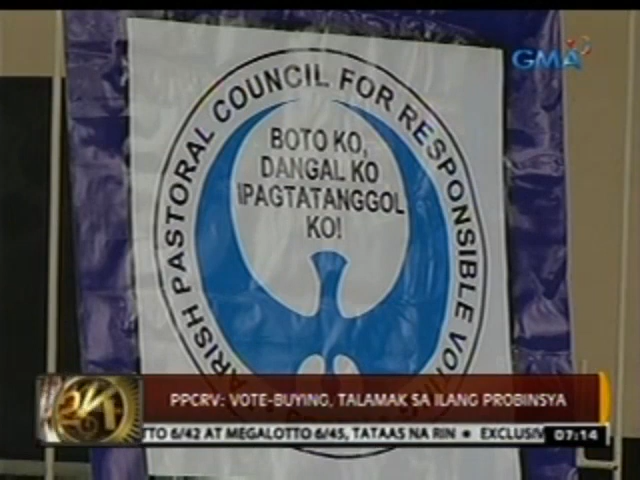 GMA
PARISH PASTORAL COUNCIL FOR RESPONSIBLE VOTING
BOTO KO,
DANGAL KO
IPAGTATANGGOL
KO!
24
PPCRV: VOTE-BUYING, TALAMAK SA ILANG PROBINSYA
TTO 6/42 AT MEGALOTTO 6/45, TATAAS NA RIN • EXCLUSIV
07:14